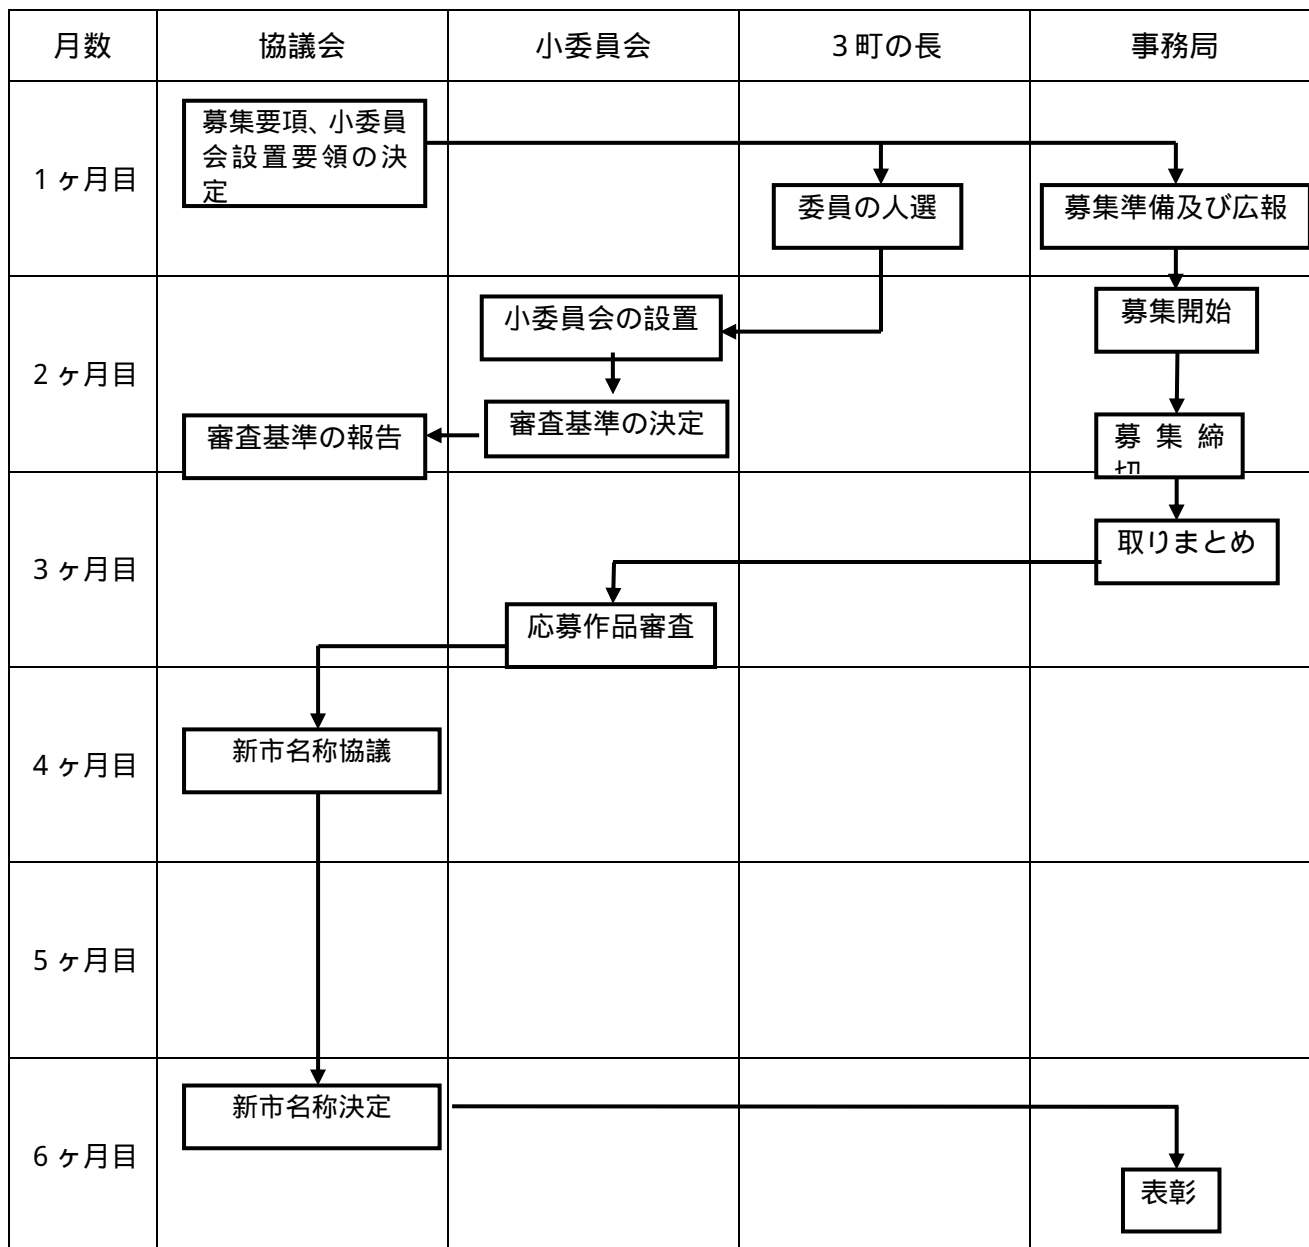 月数 協議会 小委員会 3町の長 事務局
1ヶ月目
募集要項、小委員
会設置要領の決
定
委員の人選
募集準備及び広報
2ヶ月目
小委員会の設置
募集開始
審査基準の報告
審査基準の決定
募集締
切
3ヶ月目
取りまとめ
応募作品審査
4ヶ月目
新市名称協議
5ヶ月目
6ヶ月目
新市名称決定
表彰